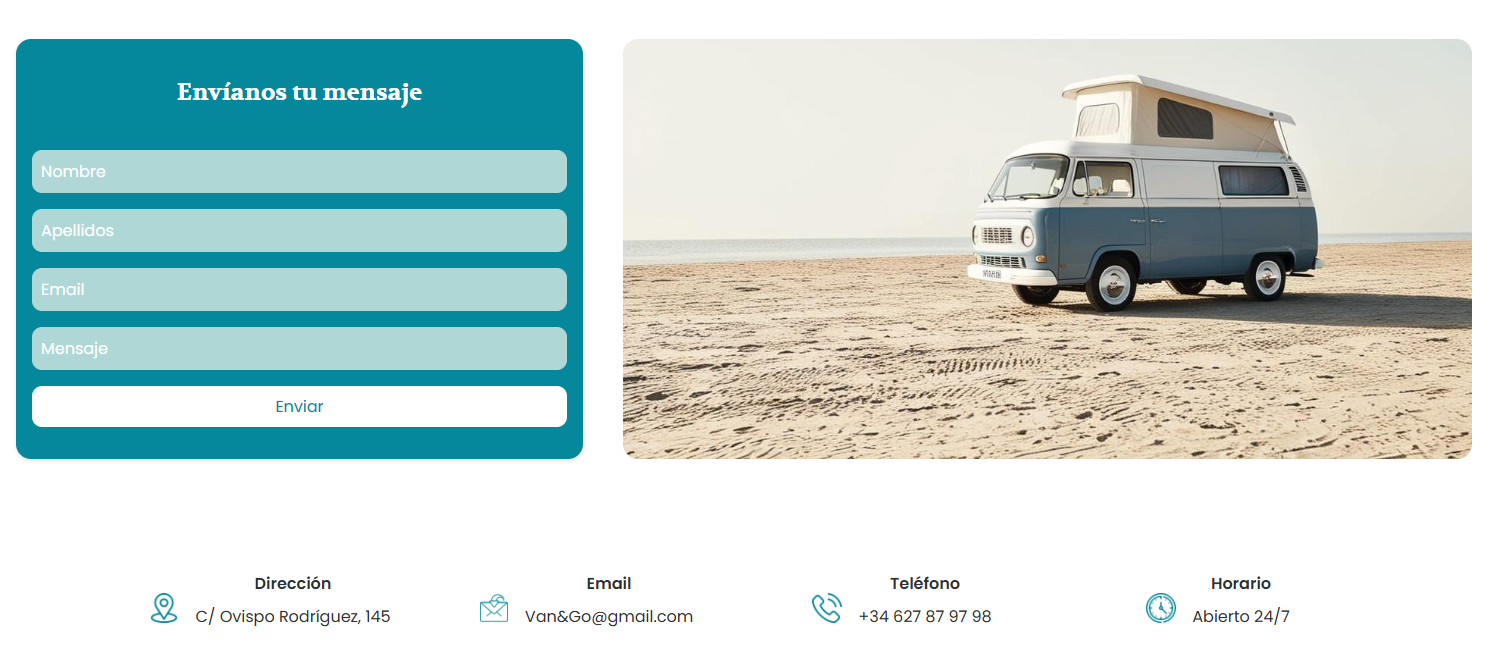 Envíanos tu mensaje
Nombre
Apellidos
Email
Mensaje
Enviar
Dirección
C/ Ovispo Rodríguez, 145
Email
Van&Go@gmail.com
Teléfono
+34 627 87 97 98
Horario
Abierto 24/7